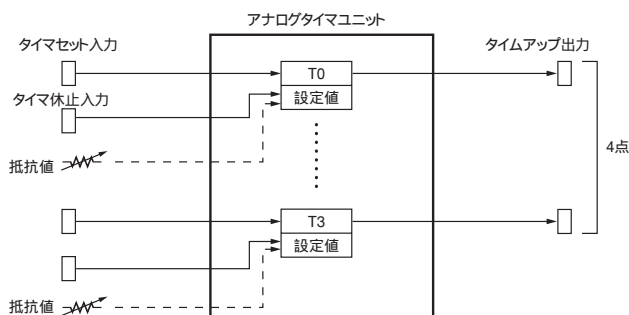 アナログタイマユニット
タイマセット入力
タイムアップ出力
T0
設定値
タイマ休止入力
4点
抵抗値
T3
設定値
抵抗値